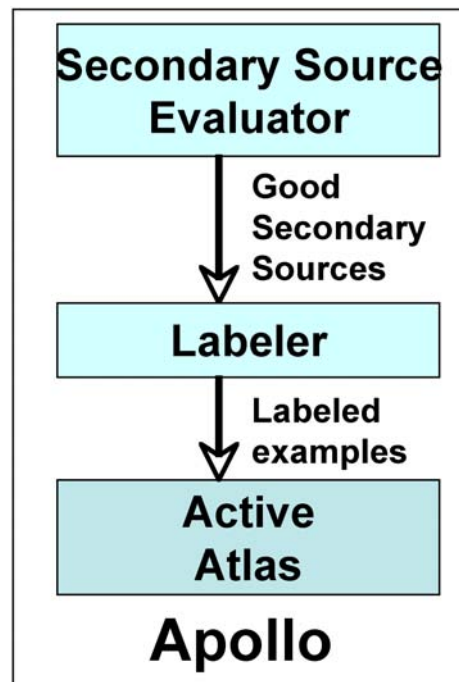 Secondary Source
Evaluator
Good
Secondary
Sources
Labeler
Labeled
examples
Active
Atlas
Apollo